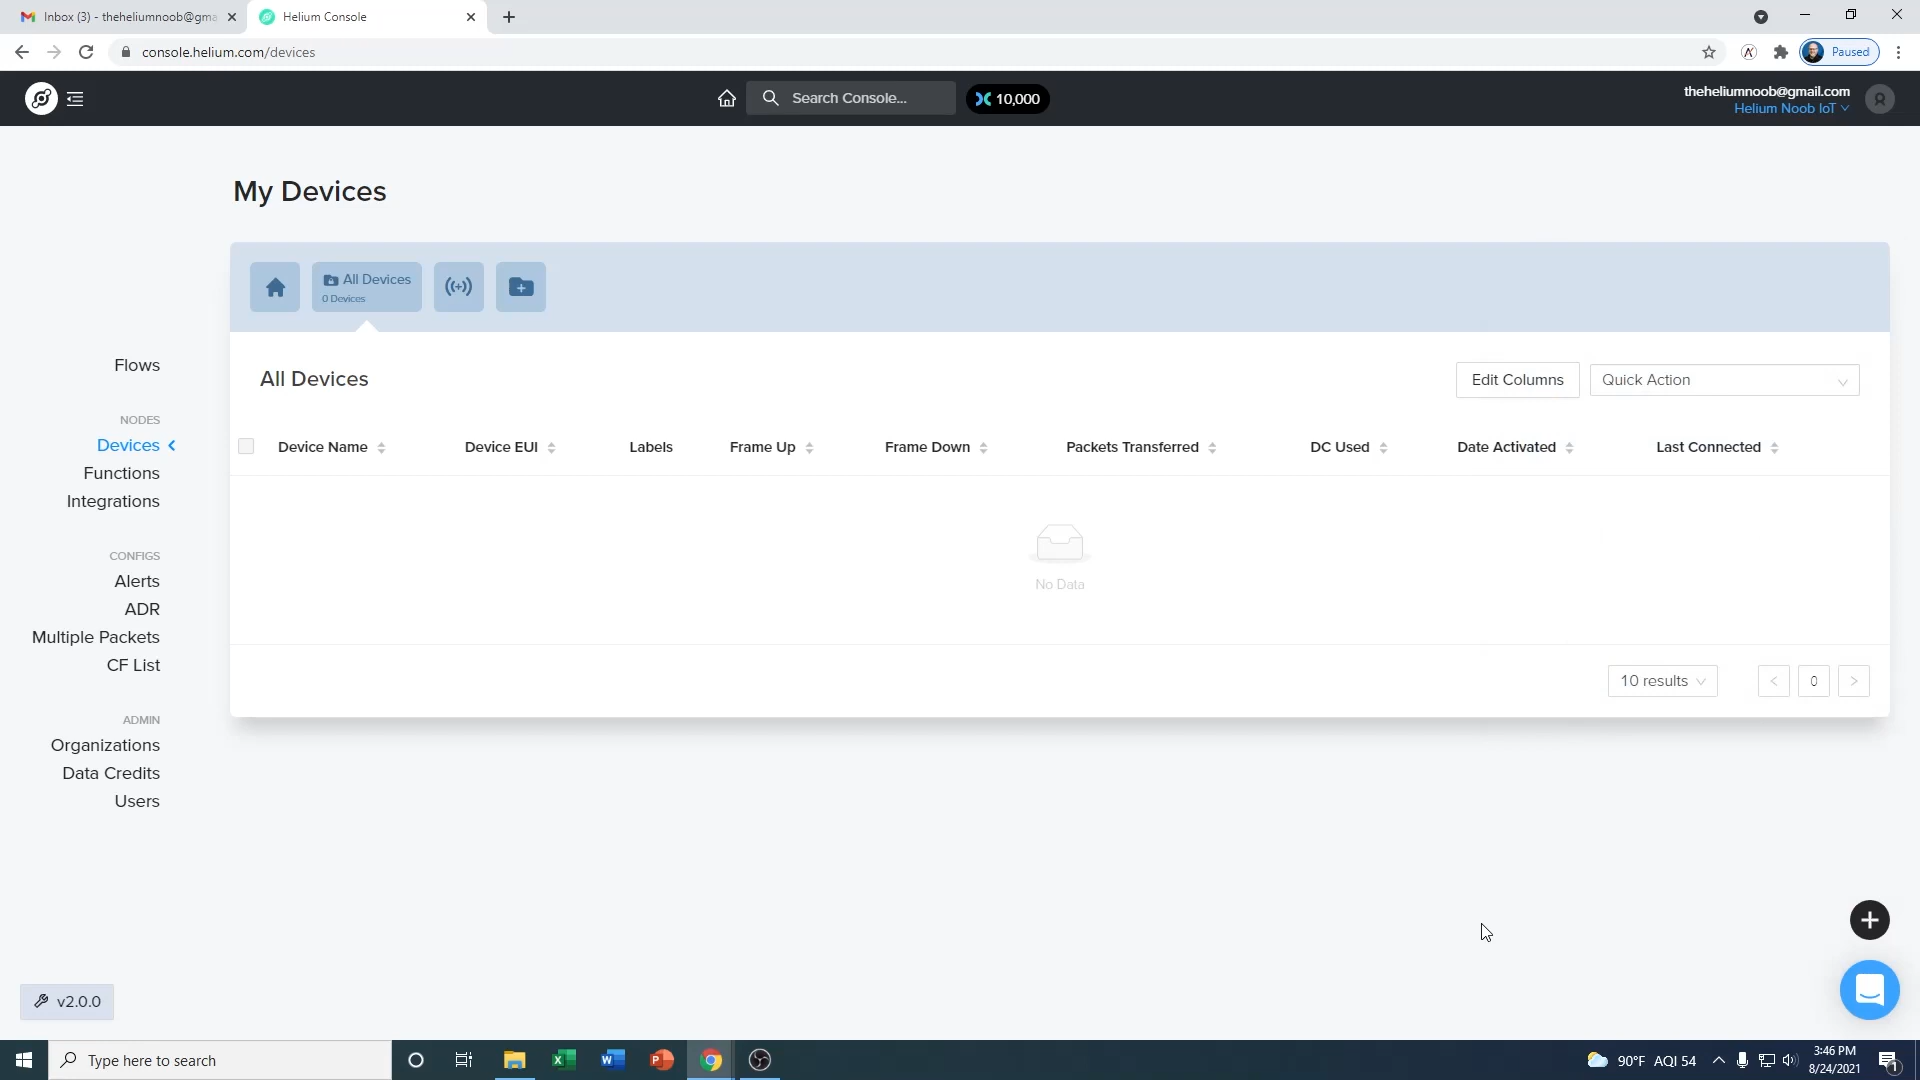 Inbox (3) - theheliumnoob@gma
Helium Console
console.helium.com/devices
Paused
Search Console...
10,000
theheliumnoob@gmail.com
Helium Noob IoT
My Devices
All Devices
0 Devices
Flows
NODES
Devices
Functions
Integrations
CONFIGS
Alerts
ADR
Multiple Packets
CF List
ADMIN
Organizations
Data Credits
Users
All Devices
Edit Columns
Quick Action
Device Name
Device EUI
Labels
Frame Up
Frame Down
Packets Transferred
DC Used
Date Activated
Last Connected
No Data
10 results
< 0 >
v2.0.0
Type here to search
90°F AQI 54
3:46 PM
8/24/2021
1